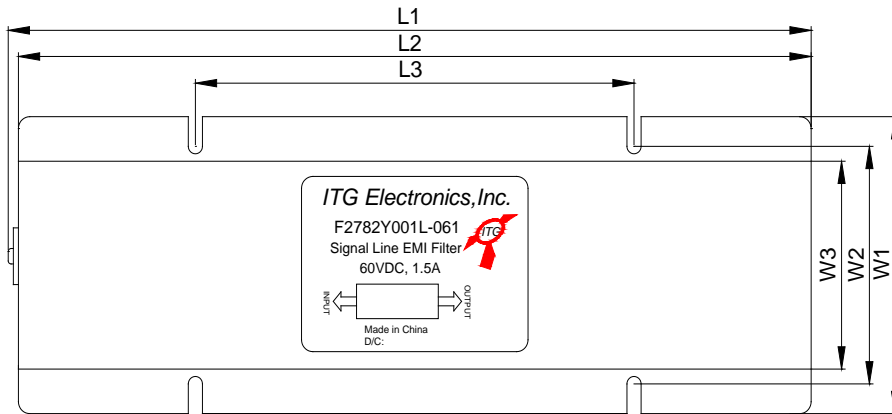 L1
L2
L3
ITG Electronics,Inc.
F2782Y001L-061
ITG
Signal Line EMI Filter
60VDC, 1.5A
INPUT
OUTPUT
Made in China
D/C:
W3
W2
W1